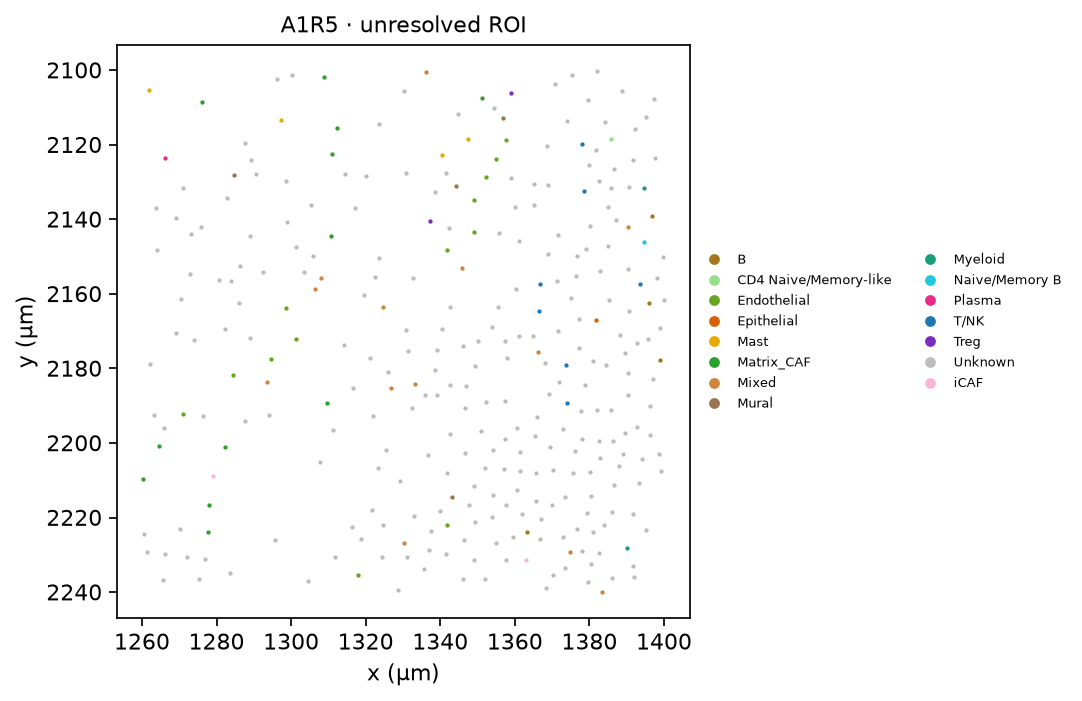 A1R5 · unresolved ROI
y (µm)
2100
2120
2140
2160
2180
2200
2220
2240
1260 1280 1300 1320 1340 1360 1380 1400
x (µm)
B
CD4 Naive/Memory-like
Endothelial
Epithelial
Mast
Matrix_CAF
Mixed
Mural
Myeloid
Naive/Memory B
Plasma
T/NK
Treg
Unknown
iCAF